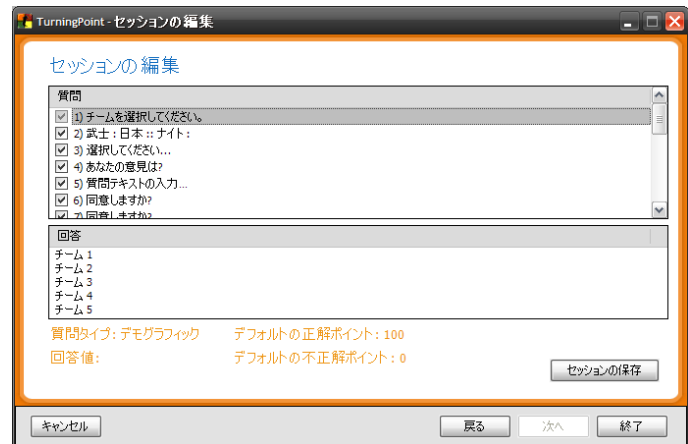 TurningPoint - セッションの編集
セッションの編集
質問
1) チームを選択してください。
2) 武士 : 日本 :: ナイト :
3) 選択してください...
4) あなたの意見は?
5) 質問テキストの入力...
6) 同意しますか?
7) 同意しますか?
回答
チーム 1
チーム 2
チーム 3
チーム 4
チーム 5
質問タイプ: デモグラフィック デフォルトの正解ポイント: 100
回答値: デフォルトの不正解ポイント: 0
セッションの保存
キャンセル 戻る 次へ 終了